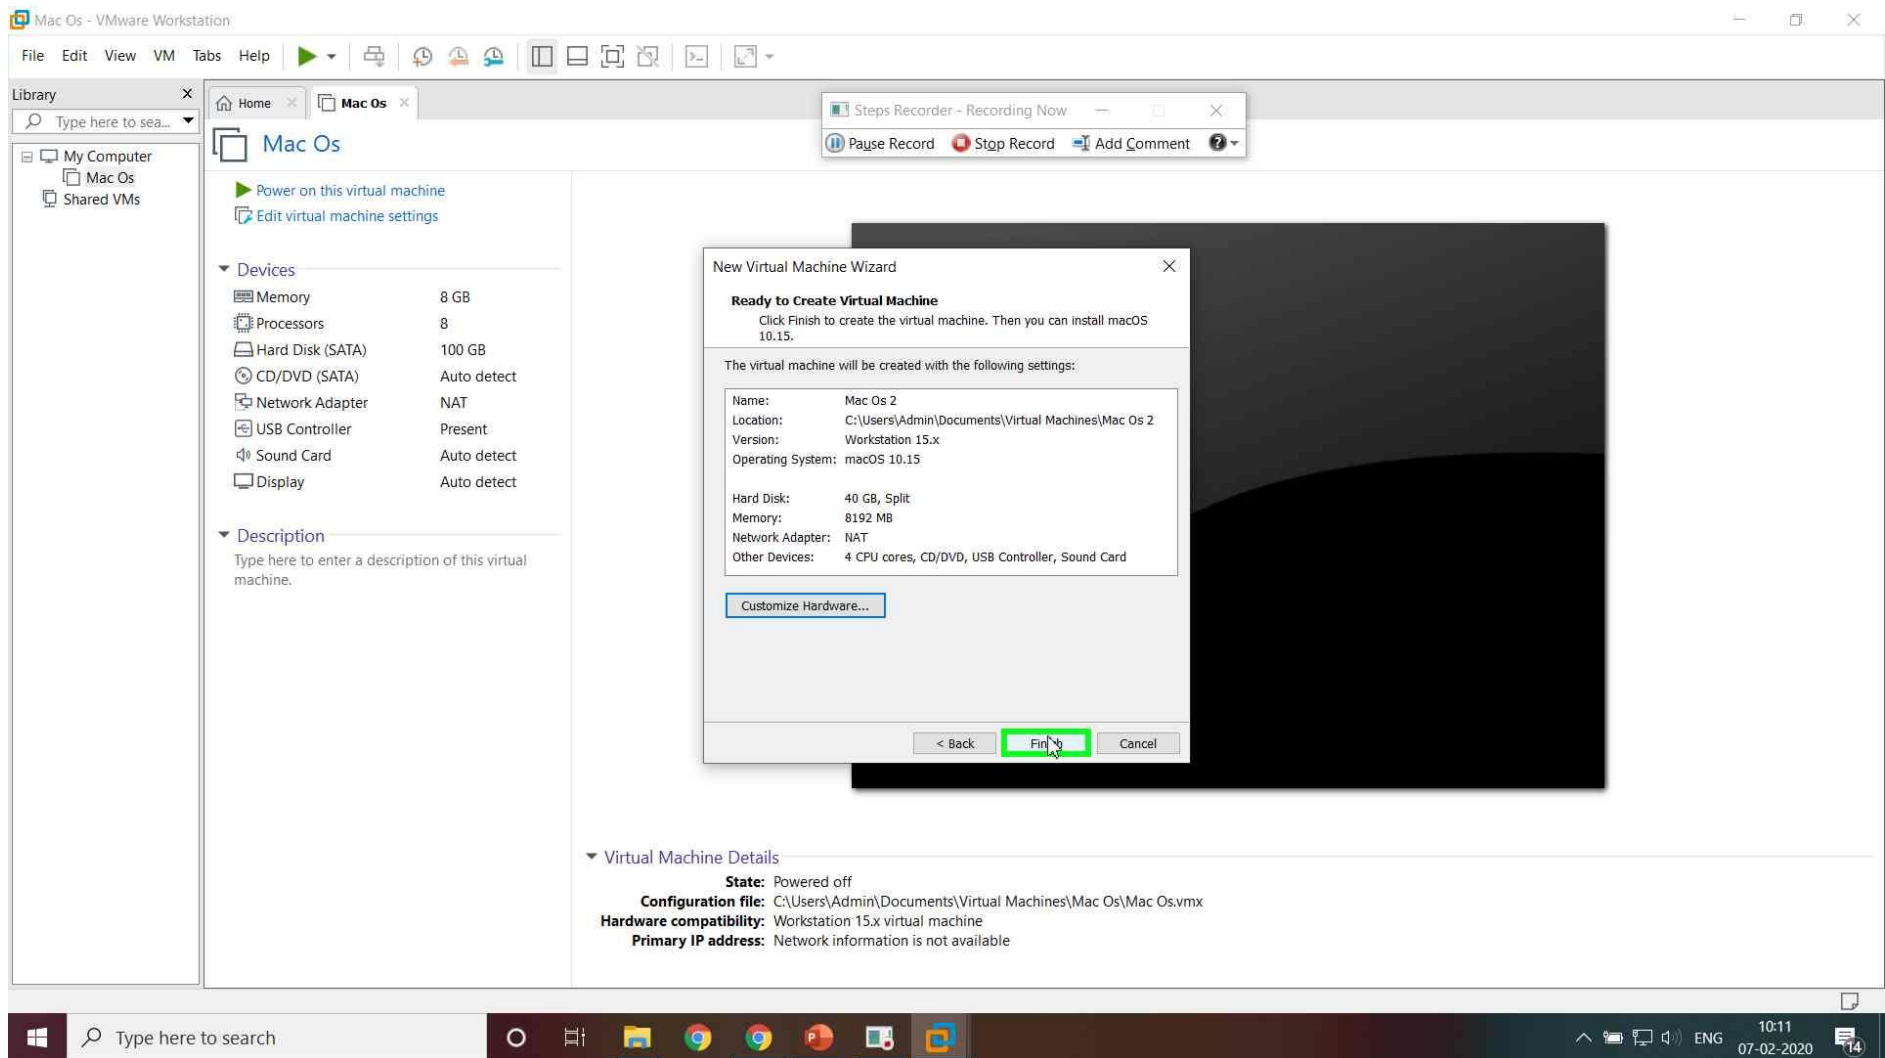 Mac Os - VMware Workstation
File Edit View VM Tabs Help
Library
Type here to sea...
My Computer
Mac Os
Shared VMs
Home
Mac Os
Mac Os
Power on this virtual machine
Edit virtual machine settings
Devices
Memory 8 GB
Processors 8
Hard Disk (SATA) 100 GB
CD/DVD (SATA) Auto detect
Network Adapter NAT
USB Controller Present
Sound Card Auto detect
Display Auto detect
Description
Type here to enter a description of this virtual
machine.
Steps Recorder - Recording Now
Pause Record Stop Record Add Comment
New Virtual Machine Wizard
Ready to Create Virtual Machine
Click Finish to create the virtual machine. Then you can install macOS
10.15.
The virtual machine will be created with the following settings:
Name: Mac Os 2
Location: C:\Users\Admin\Documents\Virtual Machines\Mac Os 2
Version: Workstation 15.x
Operating System: macOS 10.15
Hard Disk: 40 GB, Split
Memory: 8192 MB
Network Adapter: NAT
Other Devices: 4 CPU cores, CD/DVD, USB Controller, Sound Card
Customize Hardware...
< Back Finish Cancel
Virtual Machine Details
State: Powered off
Configuration file: C:\Users\Admin\Documents\Virtual Machines\Mac Os\Mac Os.vmx
Hardware compatibility: Workstation 15.x virtual machine
Primary IP address: Network information is not available
Type here to search
ENG
10:11
07-02-2020
14